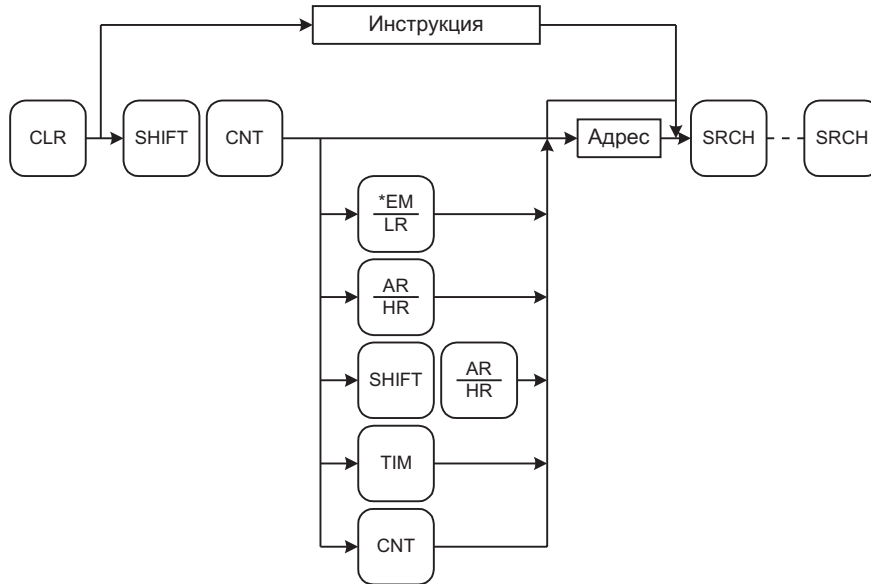 Инструкция
CLR
SHIFT
CNT
Адрес
SRCH
SRCH
*EM
LR
AR
HR
SHIFT
AR
HR
TIM
CNT